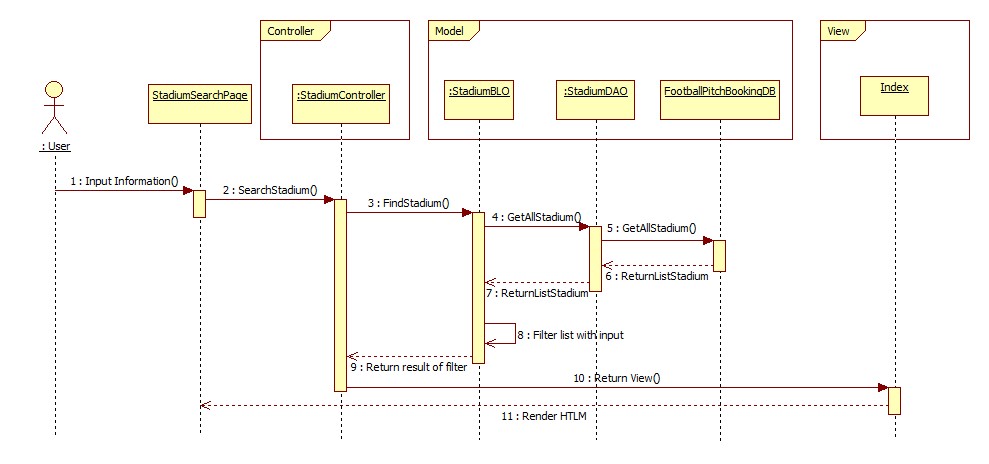 Controller
Model
View
StadiumSearchPage
:StadiumController
:StadiumBLO
:StadiumDAO
FootballPitchBookingDB
Index
: User
1 : Input Information()
2 : SearchStadium()
3 : FindStadium()
4 : GetAllStadium()
5 : GetAllStadium()
6 : ReturnListStadium
7 : ReturnListStadium
8 : Filter list with input
9 : Return result of filter
10 : Return View()
11 : Render HTLM